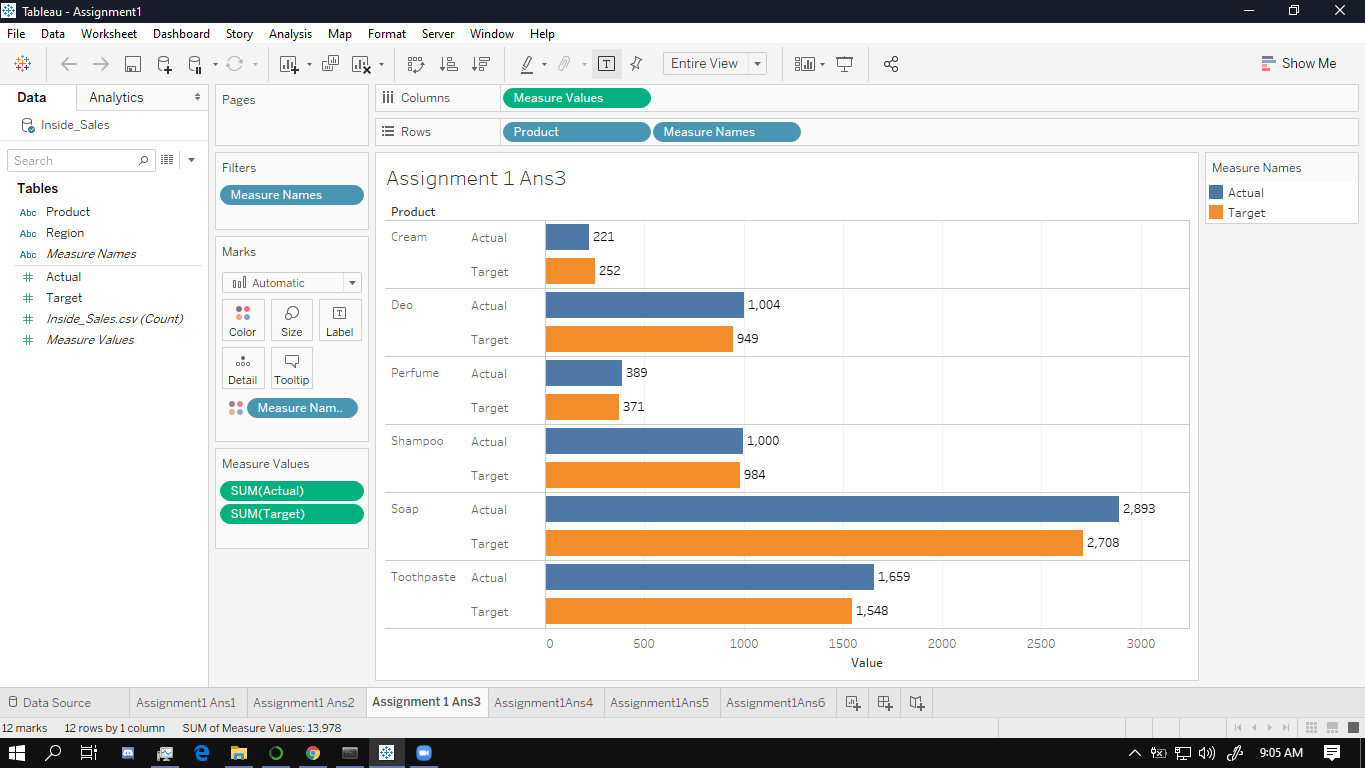 Tableau - Assignment1
File Data Worksheet Dashboard Story Analysis Map Format Server Window Help
Entire View
Show Me
Data Analytics
Inside_Sales
Search
Tables
Abc Product
Abc Region
Abc Measure Names
Actual
Target
Inside_Sales.csv (Count)
Measure Values
Pages
Filters
Measure Names
Marks
Automatic
Color Size Label
Detail Tooltip
Measure Nam..
Measure Values
SUM(Actual)
SUM(Target)
Columns Measure Values
Rows Product Measure Names
Assignment 1 Ans3
Product
Cream Actual 221
Target 252
Deo Actual 1,004
Target 949
Perfume Actual 389
Target 371
Shampoo Actual 1,000
Target 984
Soap Actual 2,893
Target 2,708
Toothpaste Actual 1,659
Target 1,548
0 500 1000 1500 2000 2500 3000
Value
Measure Names
Actual
Target
Data Source Assignment1 Ans1 Assignment1 Ans2 Assignment 1 Ans3 Assignment1Ans4 Assignment1Ans5 Assignment1Ans6
12 marks 12 rows by 1 column SUM of Measure Values: 13,978
9:05 AM